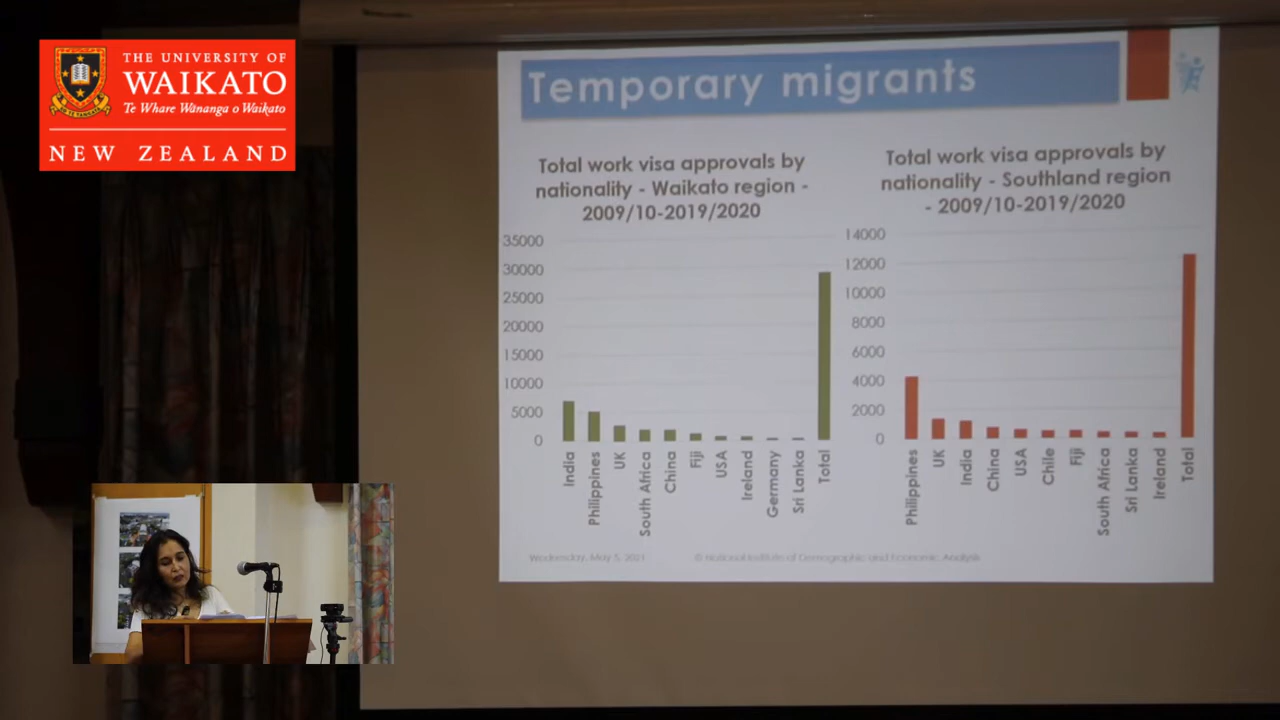 THE UNIVERSITY OF
WAIKATO
Te Whare Wānanga o Waikato
NEW ZEALAND
Temporary migrants
Total work visa approvals by
nationality - Waikato region -
2009/10-2019/2020
35000
30000
25000
20000
15000
10000
5000
0
India
Philippines
UK
South Africa
China
Fiji
USA
Ireland
Germany
Sri Lanka
Total
Total work visa approvals by
nationality - Southland region
- 2009/10-2019/2020
14000
12000
10000
8000
6000
4000
2000
0
Philippines
UK
India
China
USA
Chile
Fiji
South Africa
Sri Lanka
Ireland
Total
Wednesday, May 5, 2021
© National Institute of Demographic and Economic Analysis